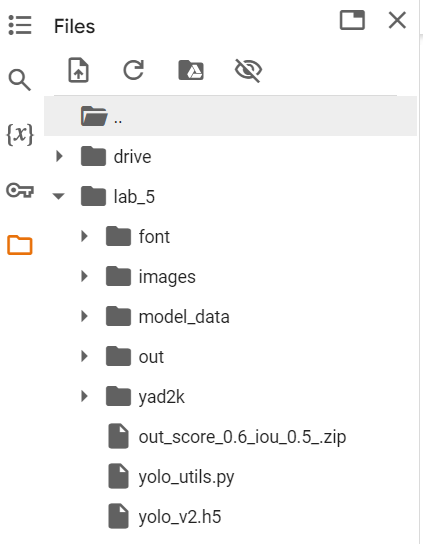 Files
{x}
..
drive
lab_5
font
images
model_data
out
yad2k
out_score_0.6_iou_0.5_.zip
yolo_utils.py
yolo_v2.h5